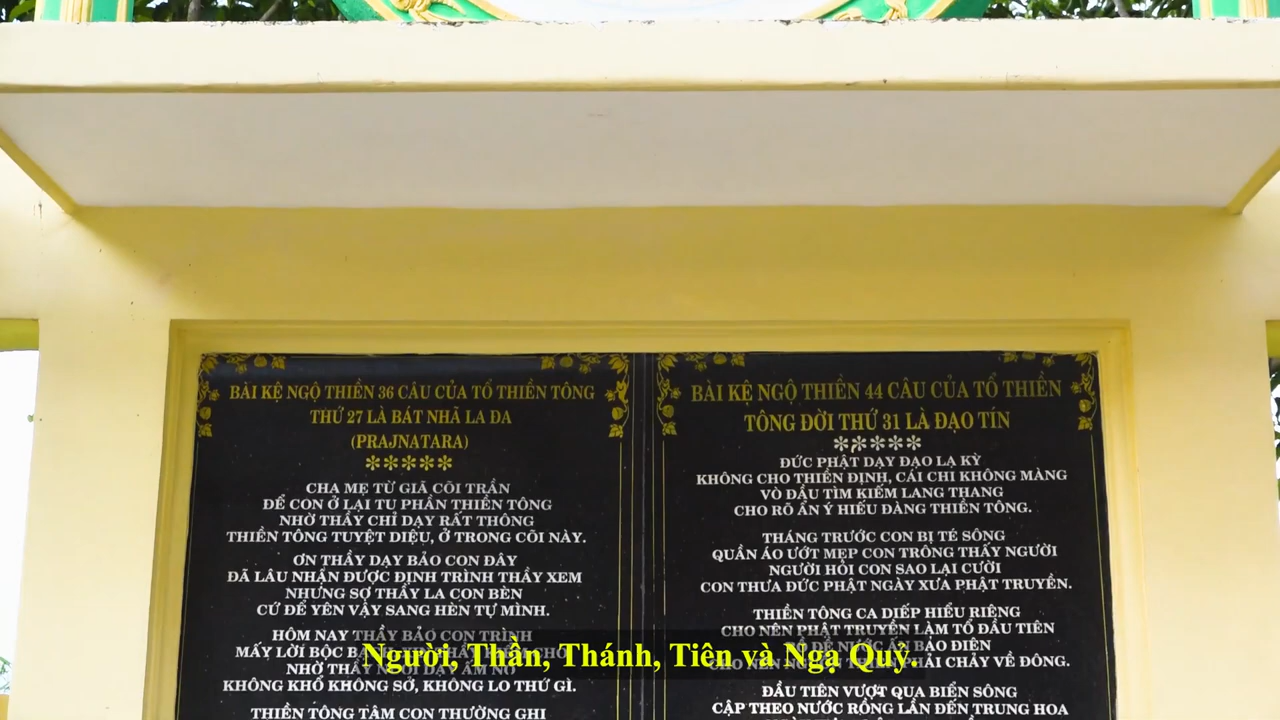 BÀI KỆ NGỘ THIỀN 36 CÂU CỦA TỔ THIỀN TÔNG
THỨ 27 LÀ BÁT NHÃ LA ĐA
(PRAJNATARA)
CHA MẸ TỪ GIÃ CÕI TRẦN
ĐỂ CON Ở LẠI TU PHẦN THIỀN TÔNG
NHỜ THẦY CHỈ DẠY RẤT THÔNG
THIỀN TÔNG TUYỆT DIỆU, Ở TRONG CÕI NÀY.
ƠN THẦY DẠY BẢO CON ĐÂY
ĐÃ LÂU NHẬN ĐƯỢC ĐỊNH TRÌNH THẦY XEM
NHƯNG SỢ THẦY LA CON BÈN
CỨ ĐỂ YÊN VẬY SANG HÈN TỰ MÌNH.
HÔM NAY THẦY BẢO CON TRÌNH
MẤY LỜI BỘC
NHỜ THẦY
KHÔNG KHỔ KHÔNG SỞ, KHÔNG LO THỨ GÌ.
THIỀN TÔNG TÂM CON THƯỜNG GHI
BÀI KỆ NGỘ THIỀN 44 CÂU CỦA TỔ THIỀN
TÔNG ĐỜI THỨ 31 LÀ ĐẠO TÍN
ĐỨC PHẬT DẠY ĐẠO LẠ KỲ
KHÔNG CHO THIỀN ĐỊNH, CÁI CHI KHÔNG MÀNG
VÒ ĐẦU TÌM KIẾM LANG THANG
CHO RÕ ẨN Ý HIỂU ĐÀNG THIỀN TÔNG.
THÁNG TRƯỚC CON BỊ TÉ SÔNG
QUẦN ÁO ƯỚT MẸP CON TRÔNG THẤY NGƯỜI
NGƯỜI HỎI CON SAO LẠI CƯỜI
CON THƯA ĐỨC PHẬT NGÀY XƯA PHẬT TRUYỀN.
THIỀN TÔNG CA DIẾP HIỂU RIÊNG
CHO NÊN PHẬT TRUYỀN LÀM TỔ ĐẦU TIÊN
BẢO ĐIỀN
PHẢI CHẢY VỀ ĐÔNG.
ĐẦU TIÊN VƯỢT QUA BIỂN SÔNG
CẬP THEO NƯỚC RỒNG LẦN ĐẾN TRUNG HOA
Người, Thần, Thánh, Tiên và Ngạ Quỷ.